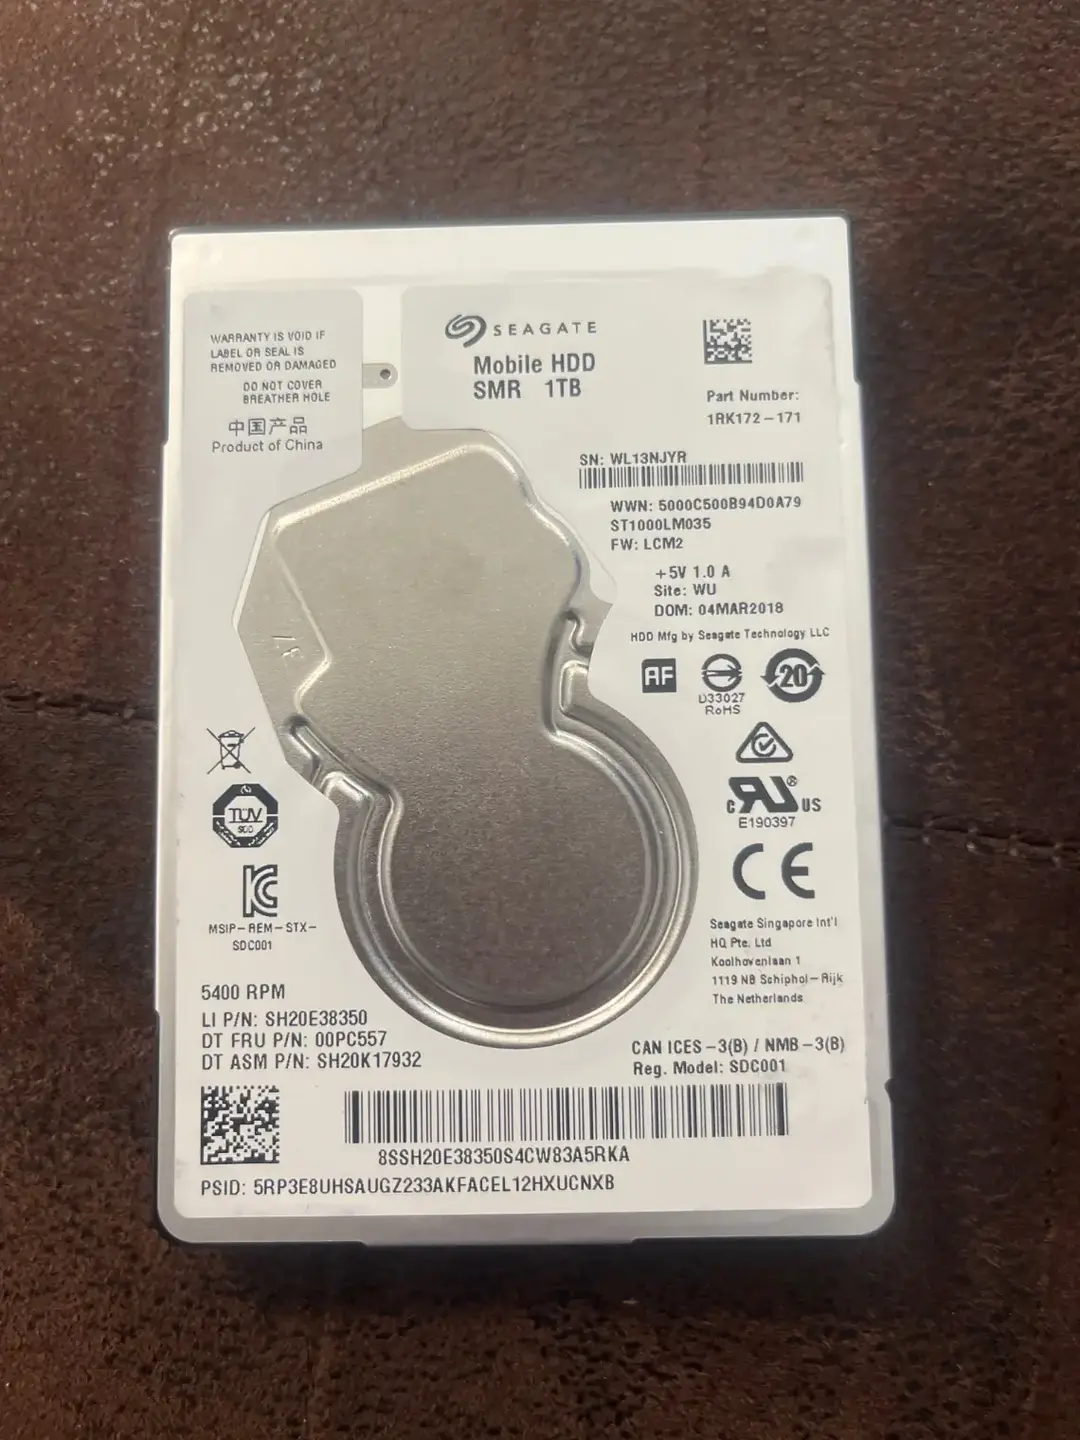 WARRANTY IS VOID IF
LABEL OR SEAL IS
REMOVED OR DAMAGED
DO NOT COVER
BREATHER HOLE
中国产品
Product of China
SEAGATE
Mobile HDD
SMR 1TB
Part Number:
1RK172-171
SN: WL13NJYR
WWN: 5000C500B94D0A79
ST1000LM035
FW: LCM2
+5V 1.0 A
Site: WU
DOM: 04MAR2018
HDD Mfg by Seagate Technology LLC
AF
D33027
RoHS
20
c RU ® US
E190397
CE
Seagate Singapore Int'l
HQ Pte. Ltd
Koolhovenlaan 1
1119 NB Schiphol-Rijk
The Netherlands
TÜV
SÜD
KC
MSIP-REM-STX-
SDC001
5400 RPM
LI P/N: SH20E38350
DT FRU P/N: 00PC557
DT ASM P/N: SH20K17932
CAN ICES-3(B) / NMB-3(B)
Reg. Model: SDC001
8SSH20E38350S4CW83A5RKA
PSID: 5RP3E8UHSAUGZ233AKFACEL12HXUCNXB